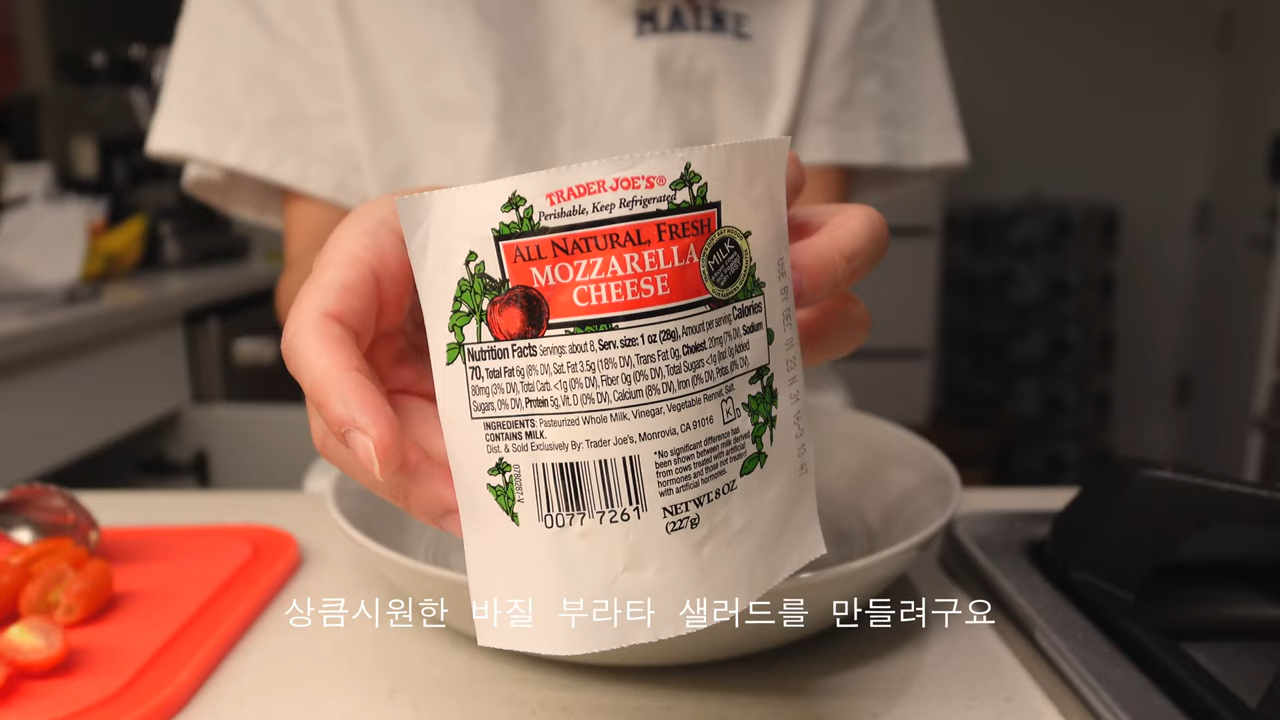 MAINE
TRADER JOE'S®
Perishable, Keep Refrigerated
ALL NATURAL, FRESH
MOZZARELLA
CHEESE
MILK
Nutrition Facts Servings: about 8, Serv. size: 1 oz (28g), Amount per serving: Calories
70, Total Fat 6g (8% DV), Sat. Fat 3.5g (18% DV), Trans Fat 0g, Cholest. 20mg (7% DV), Sodium
80mg (3% DV), Total Carb. <1g (0% DV), Fiber 0g (0% DV), Total Sugars <1g (Incl. 0g Added
Sugars, 0% DV), Protein 5g, Vit. D (0% DV), Calcium (8% DV), Iron (0% DV), Potas. (0% DV).
INGREDIENTS: Pasteurized Whole Milk, Vinegar, Vegetable Rennet, Salt.
CONTAINS MILK.
Dist. & Sold Exclusively By: Trader Joe's, Monrovia, CA 91016
K D
*No significant difference has
been shown between milk derived
from cows treated with artificial
hormones and those not treated
with artificial hormones.
0077 7261
NET WT. 8 OZ
(227g)
USE BY DEC 01 23
상큼시원한 바질 부라타 샐러드를 만들려구요